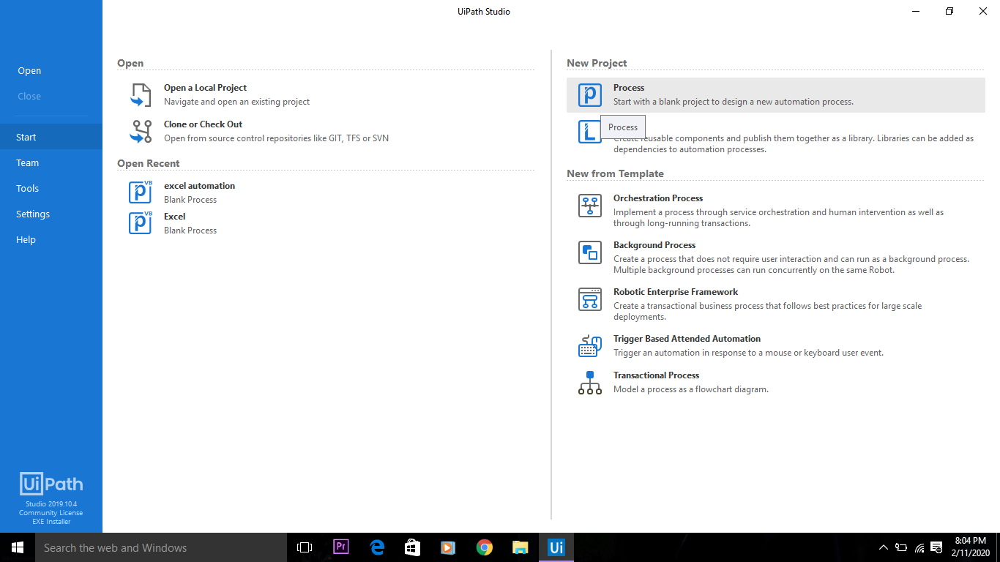 UiPath Studio
Open
Close
Start
Team
Tools
Settings
Help
UiPath
Studio 2019.10.4
Community License
EXE Installer
Open
Open a Local Project
Navigate and open an existing project
Clone or Check Out
Open from source control repositories like GIT, TFS or SVN
Open Recent
VB
excel automation
Blank Process
VB
Excel
Blank Process
New Project
Process
Start with a blank project to design a new automation process.
Process
reusable components and publish them together as a library. Libraries can be added as
dependencies to automation processes.
New from Template
Orchestration Process
Implement a process through service orchestration and human intervention as well as
through long-running transactions.
Background Process
Create a process that does not require user interaction and can run as a background process.
Multiple background processes can run concurrently on the same Robot.
Robotic Enterprise Framework
Create a transactional business process that follows best practices for large scale
deployments.
Trigger Based Attended Automation
Trigger an automation in response to a mouse or keyboard user event.
Transactional Process
Model a process as a flowchart diagram.
Search the web and Windows
Pr
Ui
8:04 PM
2/11/2020